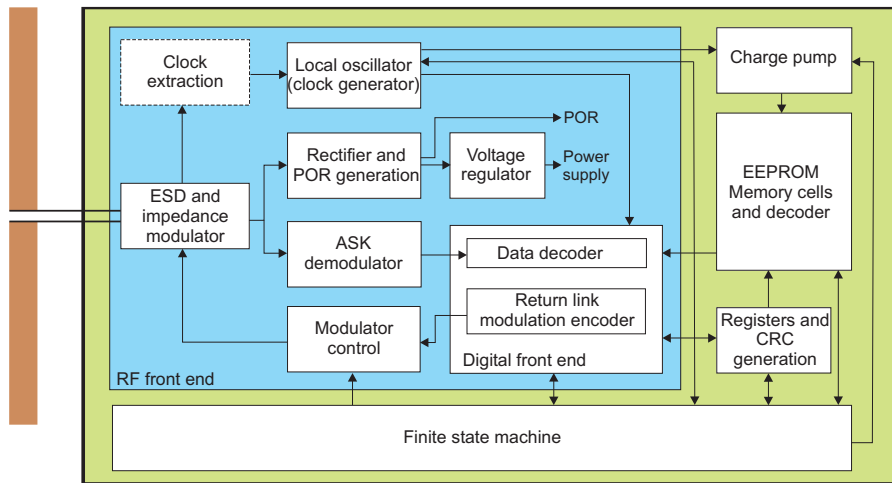 Clock
extraction
Local oscillator
(clock generator)
Charge pump
Rectifier and
POR generation
POR
Voltage
regulator
Power
supply
EEPROM
Memory cells
and decoder
ESD and
impedance
modulator
ASK
demodulator
Data decoder
Return link
modulation encoder
Modulator
control
Digital front end
Registers and
CRC
generation
RF front end
Finite state machine